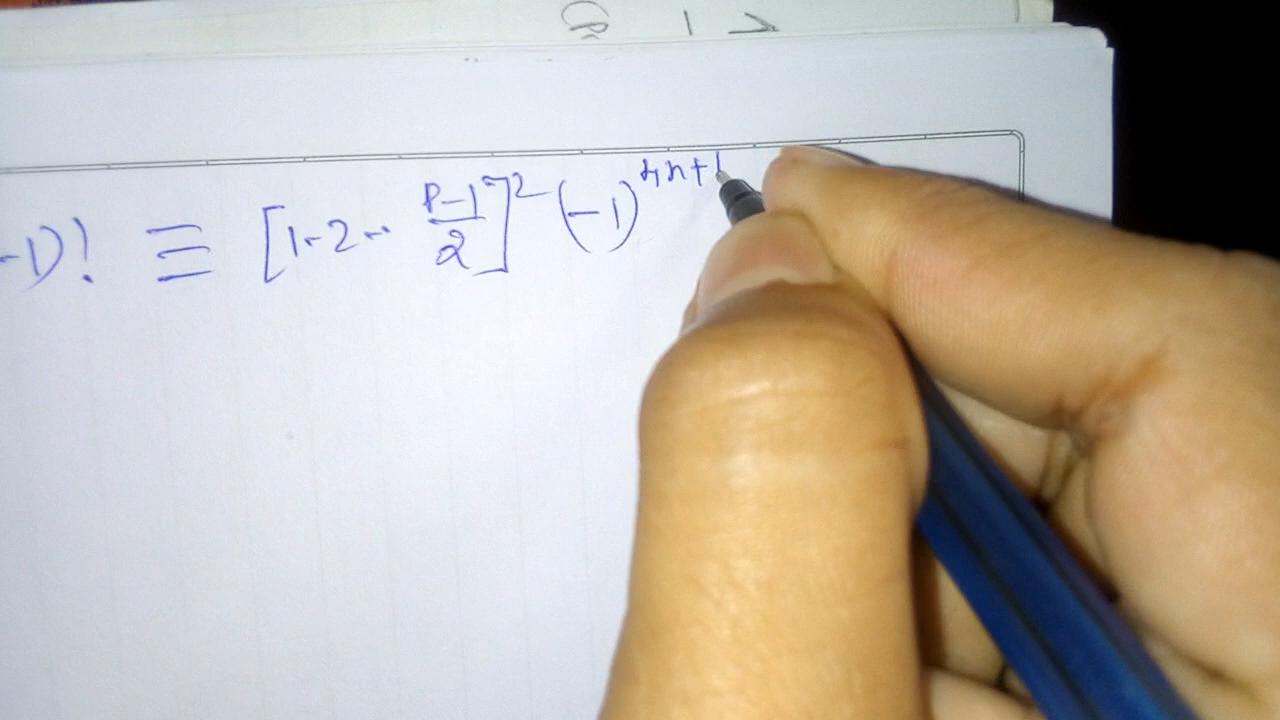 -1)! ≡ [1·2·· (P-1)/2]² (-1)^(4n+1